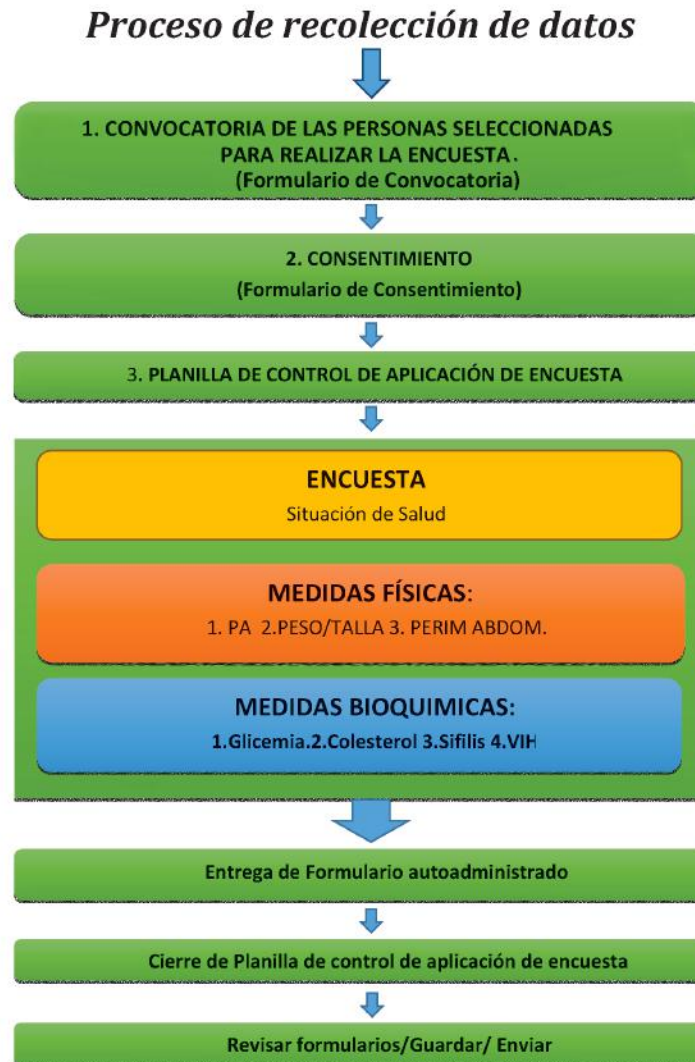 Proceso de recolección de datos
1. CONVOCATORIA DE LAS PERSONAS SELECCIONADAS
PARA REALIZAR LA ENCUESTA.
(Formulario de Convocatoria)
2. CONSENTIMIENTO
(Formulario de Consentimiento)
3. PLANILLA DE CONTROL DE APLICACIÓN DE ENCUESTA
ENCUESTA
Situación de Salud
MEDIDAS FÍSICAS:
1. PA 2.PESO/TALLA 3. PERIM ABDOM.
MEDIDAS BIOQUIMICAS:
1.Glicemia.2.Colesterol 3.Sifilis 4.VIH
Entrega de Formulario autoadministrado
Cierre de Planilla de control de aplicación de encuesta
Revisar formularios/Guardar/ Enviar